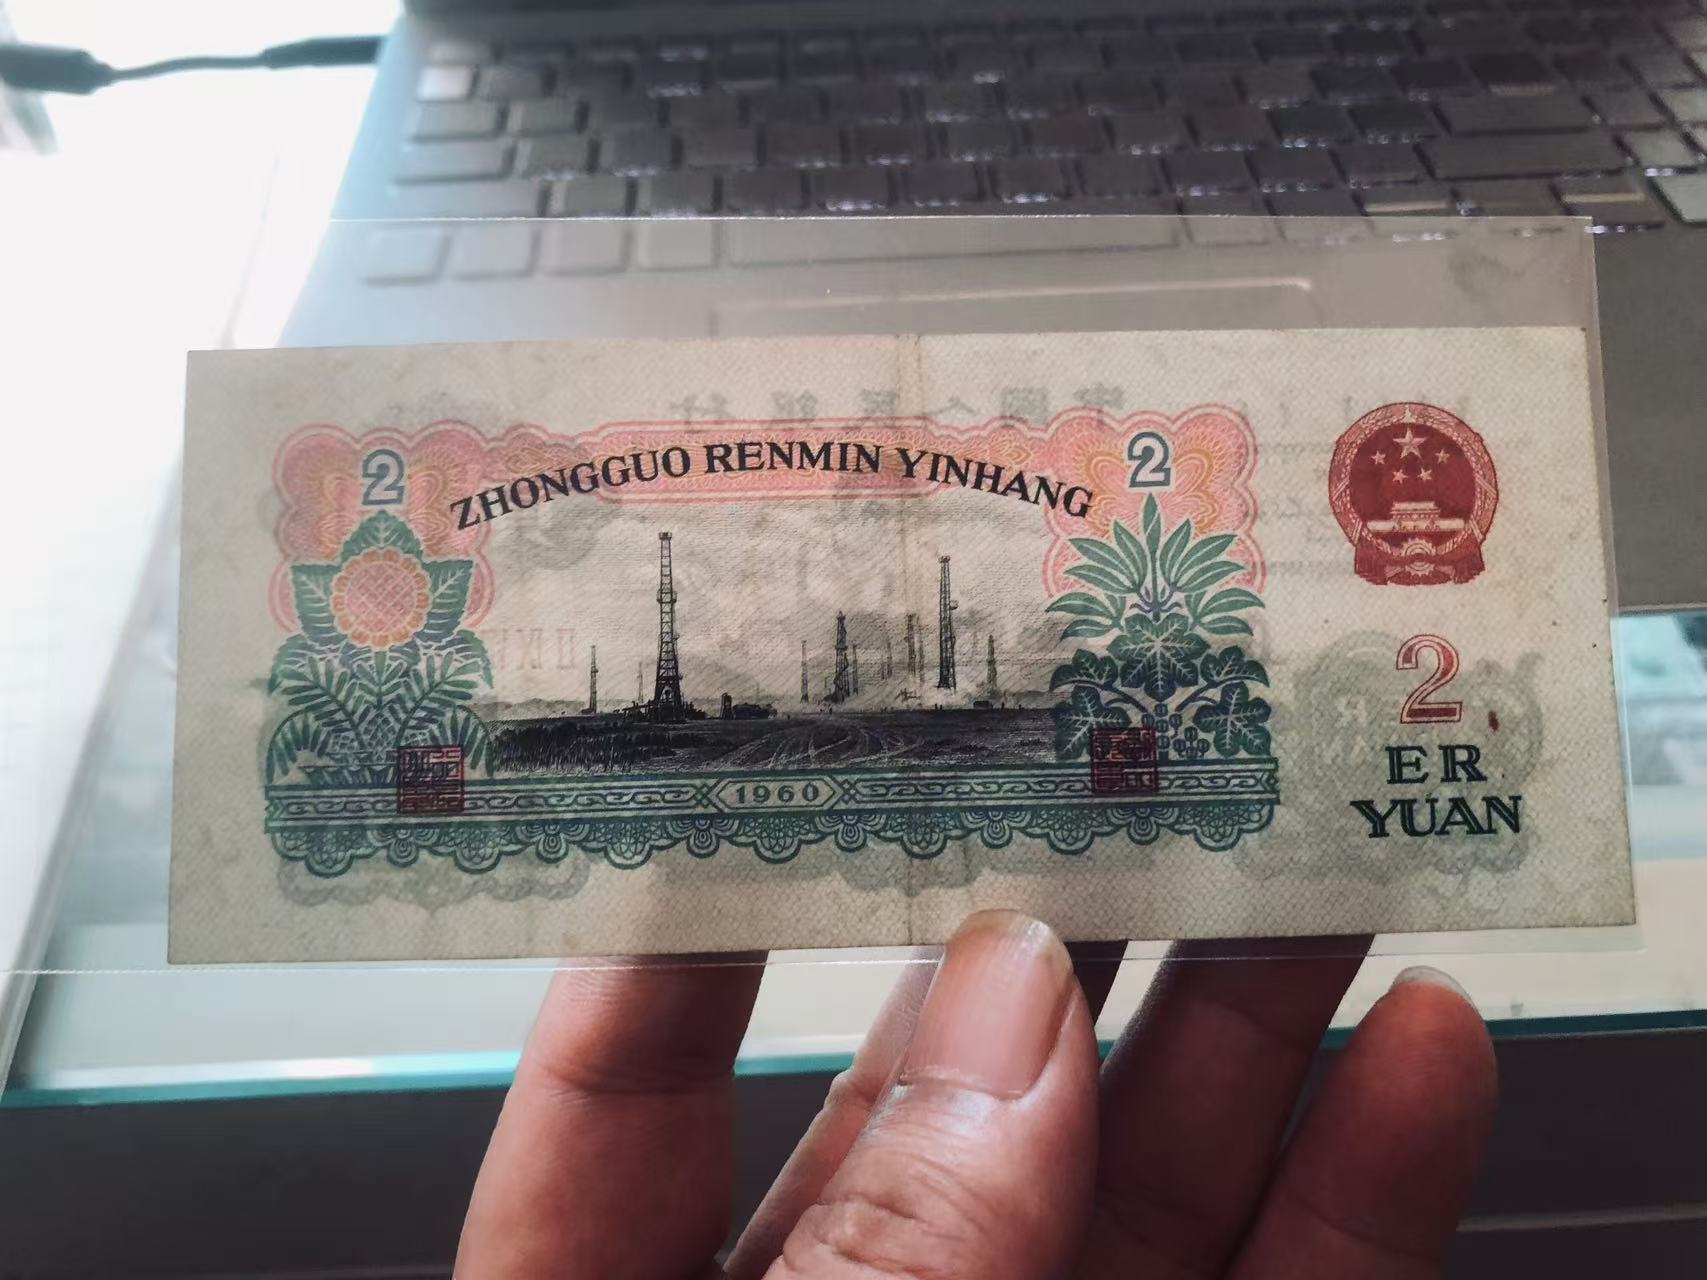 ZHONGGUO RENMIN YINHANG
2
2
2
ER
YUAN
1960